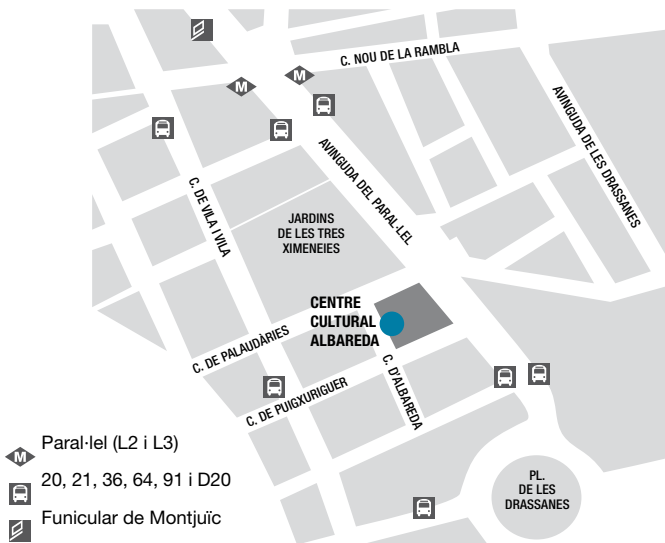 C. NOU DE LA RAMBLA
M
M
AVINGUDA DE LES DRASSANES
AVINGUDA DEL PARAL·LEL
C. DE VILA I VILA
JARDINS
DE LES TRES
XIMENEIES
CENTRE
CULTURAL
ALBAREDA
C. DE PALAUDÀRIES
C. D'ALBAREDA
C. DE PUIGXURIGUER
M Paral·lel (L2 i L3)
20, 21, 36, 64, 91 i D20
Funicular de Montjuïc
PL.
DE LES
DRASSANES